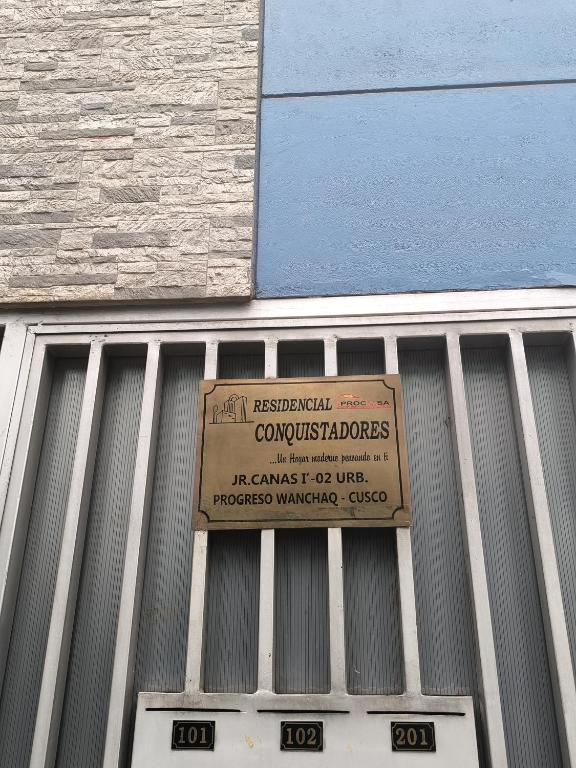 RESIDENCIAL
CONQUISTADORES
...Un Hogar moderno pensando en ti
JR.CANAS I'-02 URB.
PROGRESO WANCHAQ - CUSCO
101 102 201